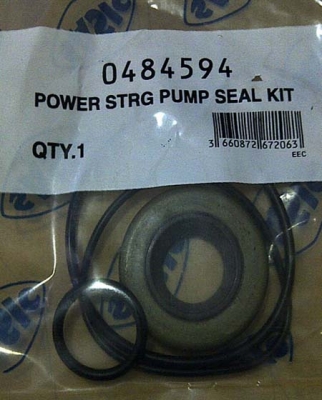 0484594
POWER STRG PUMP SEAL KIT
QTY.1
3 660872 672063
EEC